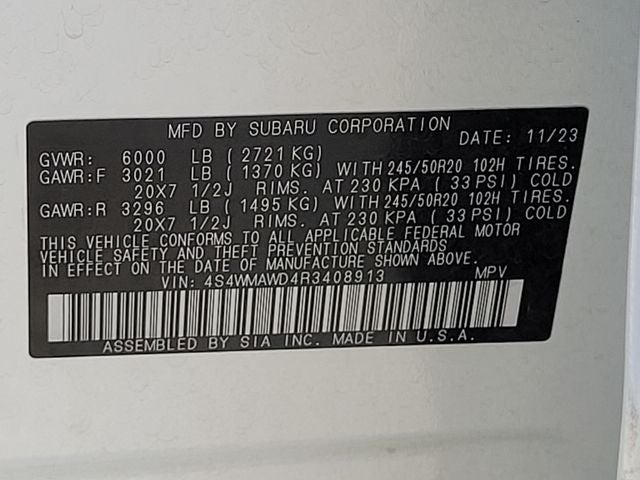 MFD BY SUBARU CORPORATION DATE: 11/23
GVWR: 6000 LB ( 2721 KG)
GAWR:F 3021 LB ( 1370 KG) WITH 245/50R20 102H TIRES.
20X7 1/2J RIMS. AT 230 KPA ( 33 PSI) COLD
GAWR:R 3296 LB ( 1495 KG) WITH 245/50R20 102H TIRES.
20X7 1/2J RIMS. AT 230 KPA ( 33 PSI) COLD
THIS VEHICLE CONFORMS TO ALL APPLICABLE FEDERAL MOTOR
VEHICLE SAFETY AND THEFT PREVENTION STANDARDS
IN EFFECT ON THE DATE OF MANUFACTURE SHOWN ABOVE.
VIN: 4S4WMAWD4R3408913 MPV
ASSEMBLED BY SIA INC. MADE IN U.S.A.